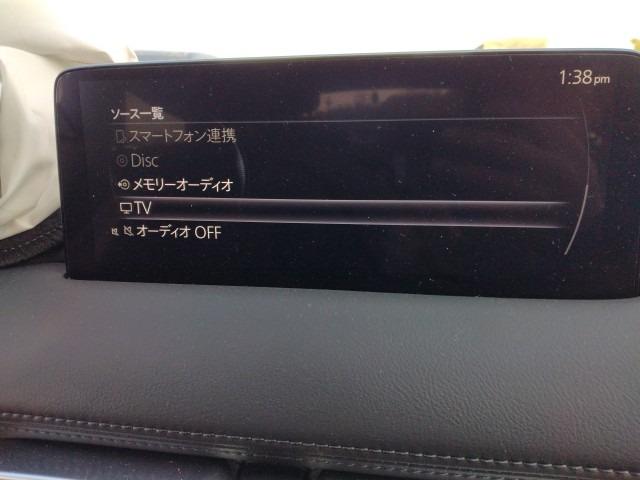 1:38pm
ソース一覧
スマートフォン連携
Disc
メモリーオーディオ
TV
オーディオ OFF